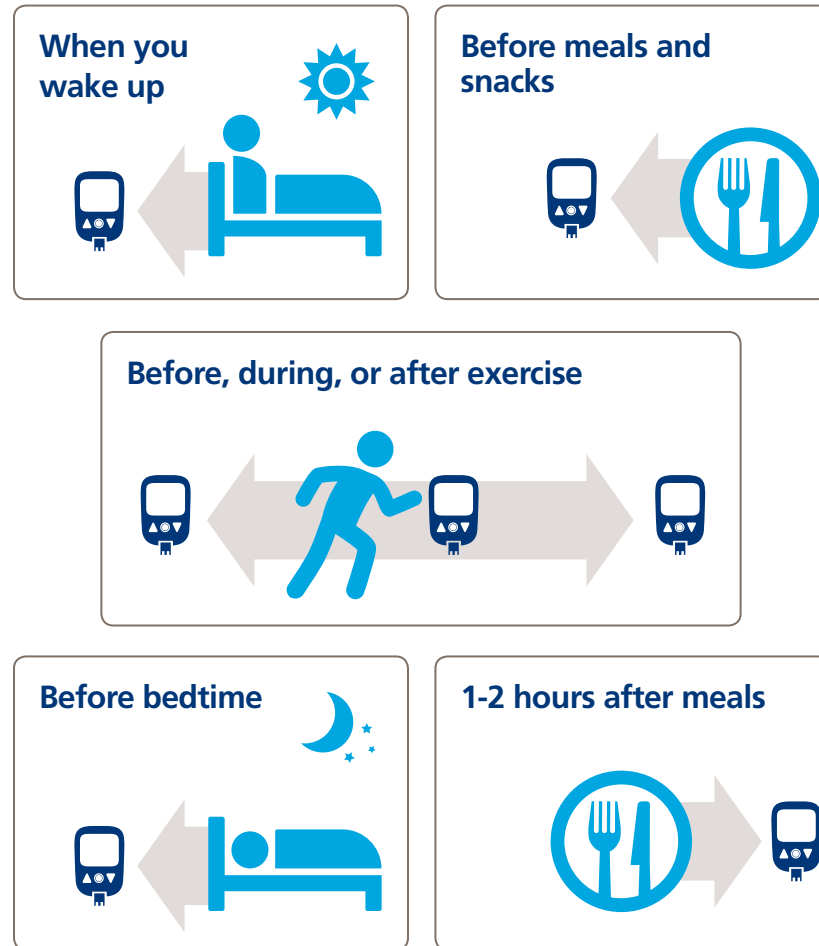 When you
wake up
Before meals and
snacks
Before, during, or after exercise
Before bedtime
1-2 hours after meals